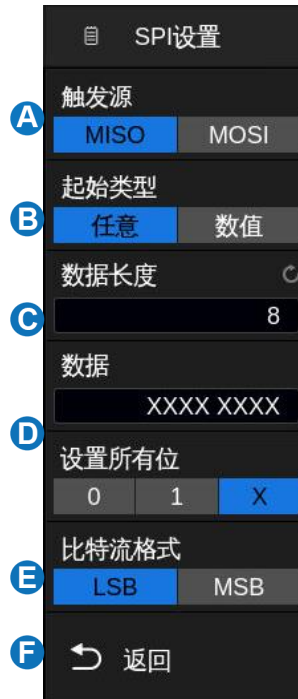 SPI设置
触发源
A
MISO MOSI
起始类型
B
任意 数值
数据长度
C
8
数据
XXXX XXXX
D
设置所有位
0 1 X
比特流格式
E
LSB MSB
F
返回